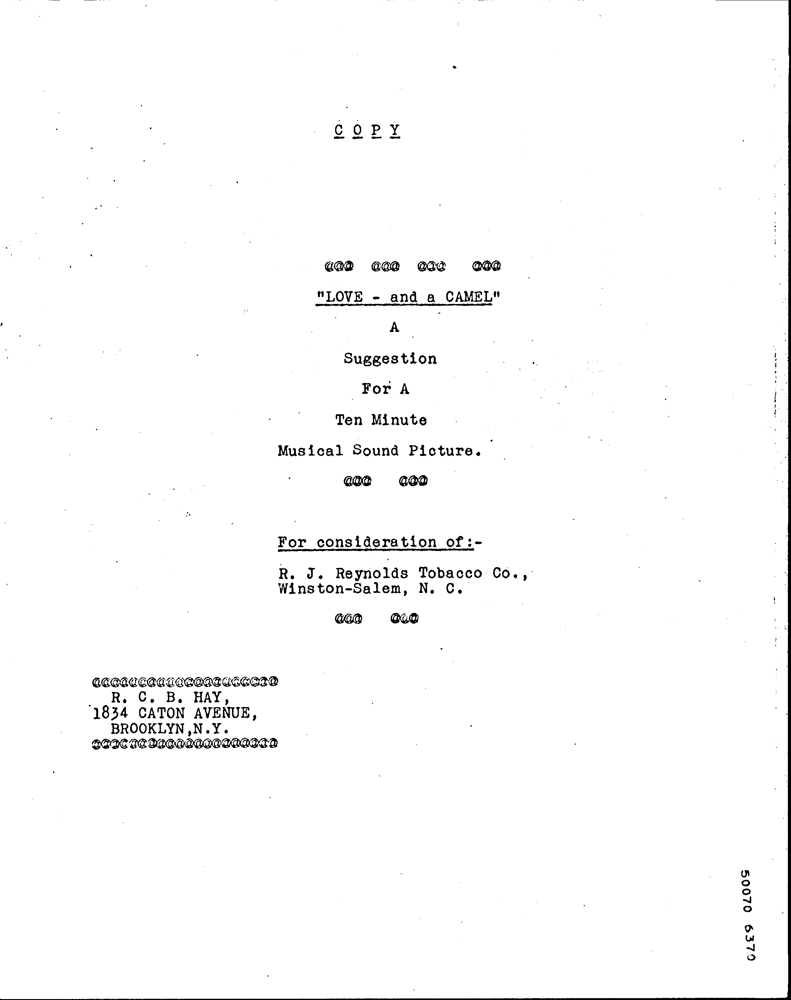 C O P Y
@@@ @@@ @@@ @@@
"LOVE - and a CAMEL"
A
Suggestion
For A
Ten Minute
Musical Sound Picture.
@@@ @@@
For consideration of:-
R. J. Reynolds Tobacco Co.,
Winston-Salem, N. C.
@@@ @@@
@@@@@@@@@@@@@@@@@@@@
R. C. B. HAY,
1834 CATON AVENUE,
BROOKLYN,N.Y.
@@@@@@@@@@@@@@@@@@@@
50070 6370